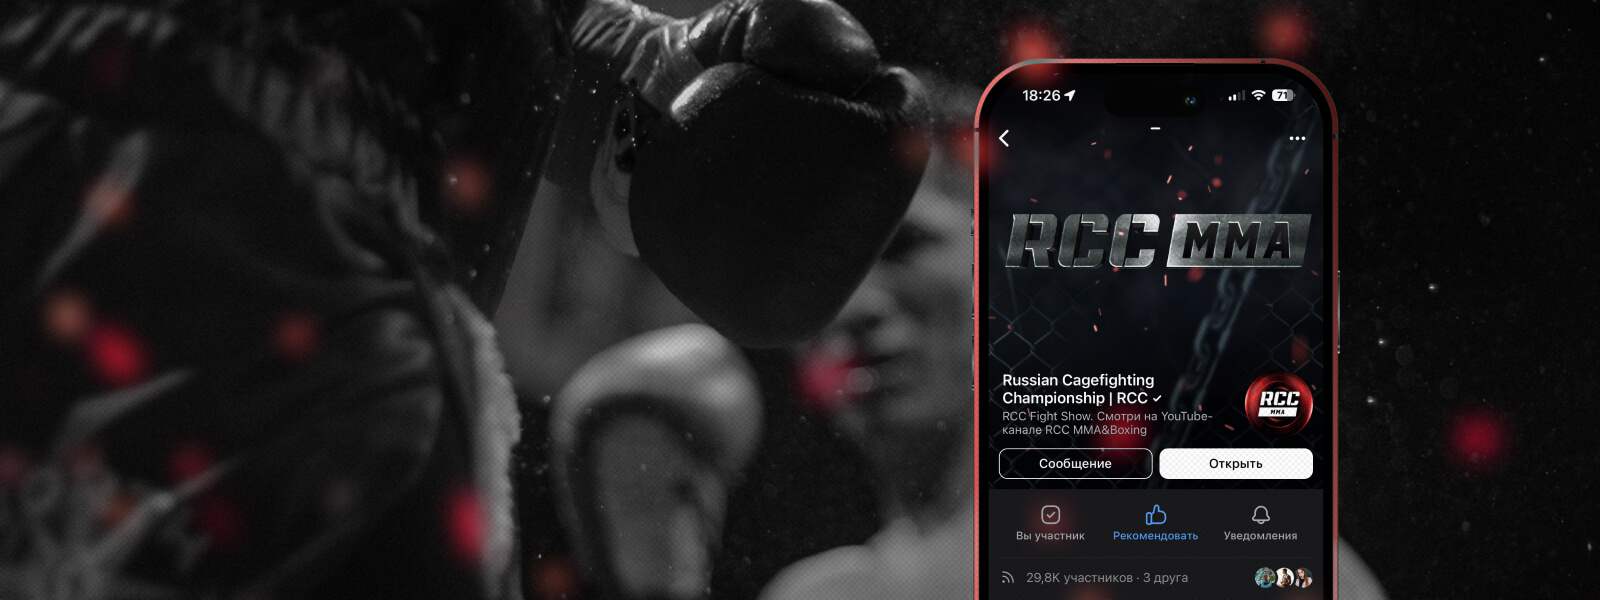 18:26
71
RCC MMA
Russian Cagefighting
Championship | RCC
RCC
MMA
RCC Fight Show. Смотри на YouTube-
канале RCC MMA&Boxing
Сообщение
Открыть
Вы участник
Рекомендовать
Уведомления
29,8K участников · 3 друга